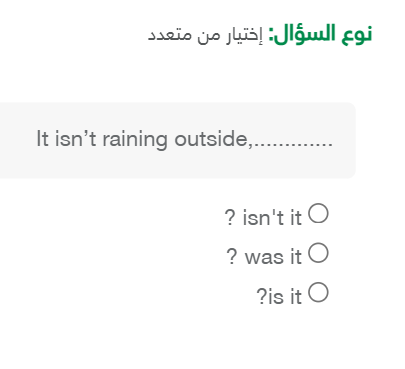 نوع السؤال: إختيار من متعدد
It isn’t raining outside,.............
? isn't it
? was it
?is it